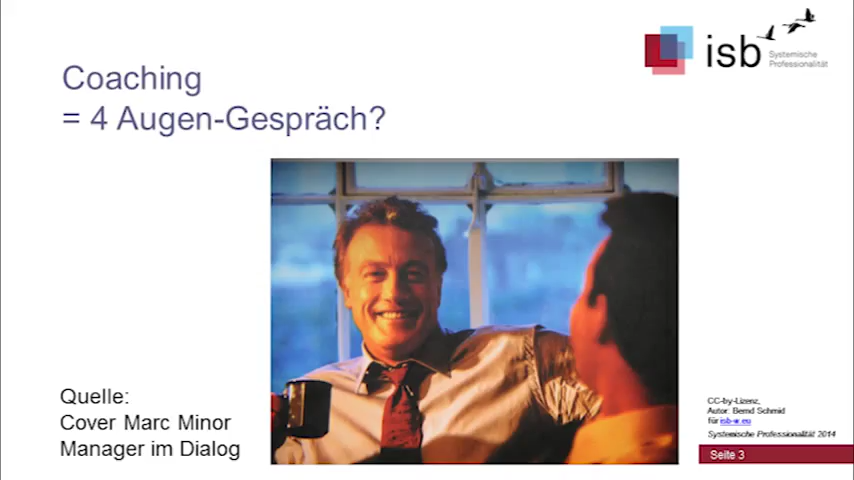 isb
Systemische
Professionalität
Coaching
= 4 Augen-Gespräch?
Quelle:
Cover Marc Minor
Manager im Dialog
CC-by-Lizenz,
Autor: Bernd Schmid
für isb-w.eu
Systemische Professionalität 2014
Seite 3